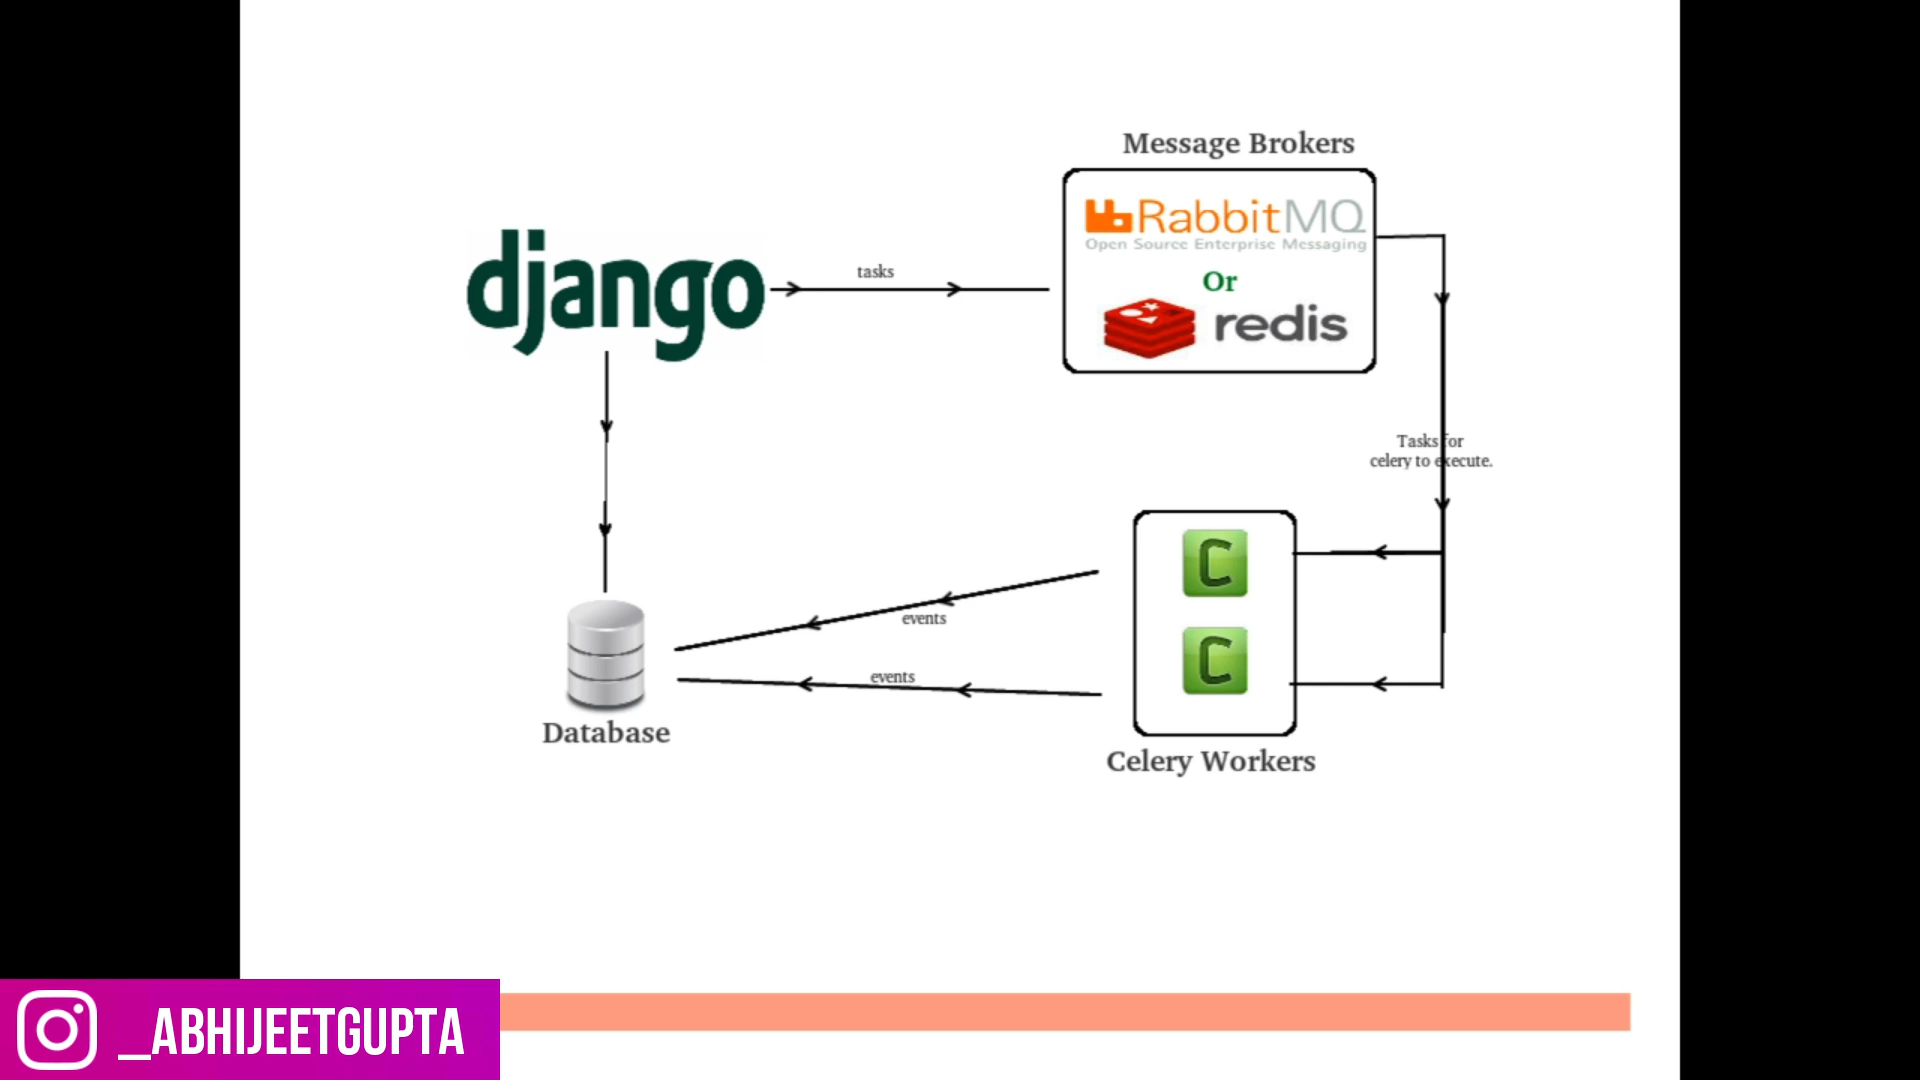 Message Brokers
RabbitMQ
Open Source Enterprise Messaging
Or
redis
django
tasks
Tasks for
celery to execute.
C
C
events
events
Database
Celery Workers
_ABHIJEETGUPTA